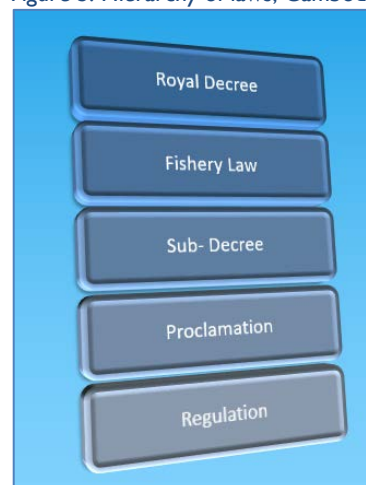 Royal Decree
Fishery Law
Sub- Decree
Proclamation
Regulation